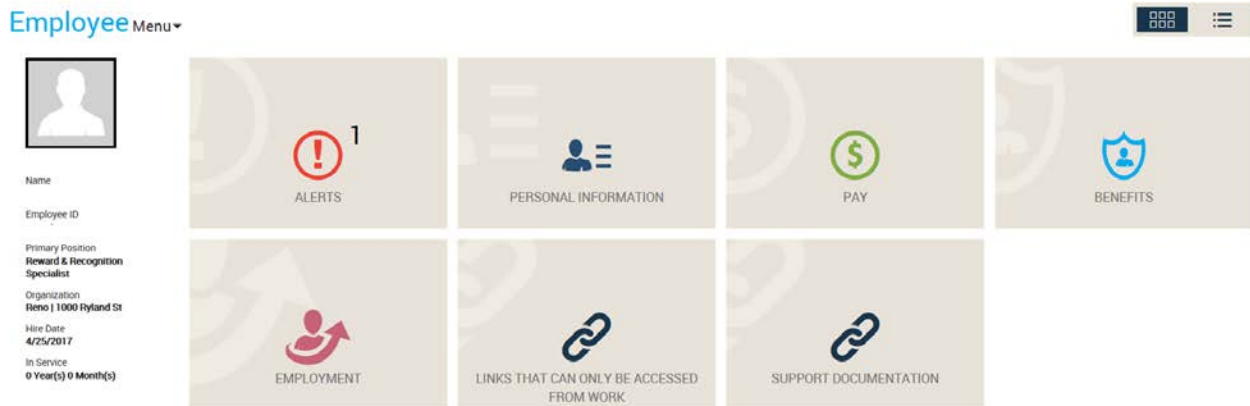 Employee Menu
Name
Employee ID
Primary Position
Reward & Recognition
Specialist
Organization
Reno | 1000 Ryland St
Hire Date
4/25/2017
In Service
0 Year(s) 0 Month(s)
1
ALERTS
PERSONAL INFORMATION
PAY
BENEFITS
EMPLOYMENT
LINKS THAT CAN ONLY BE ACCESSED
FROM WORK
SUPPORT DOCUMENTATION